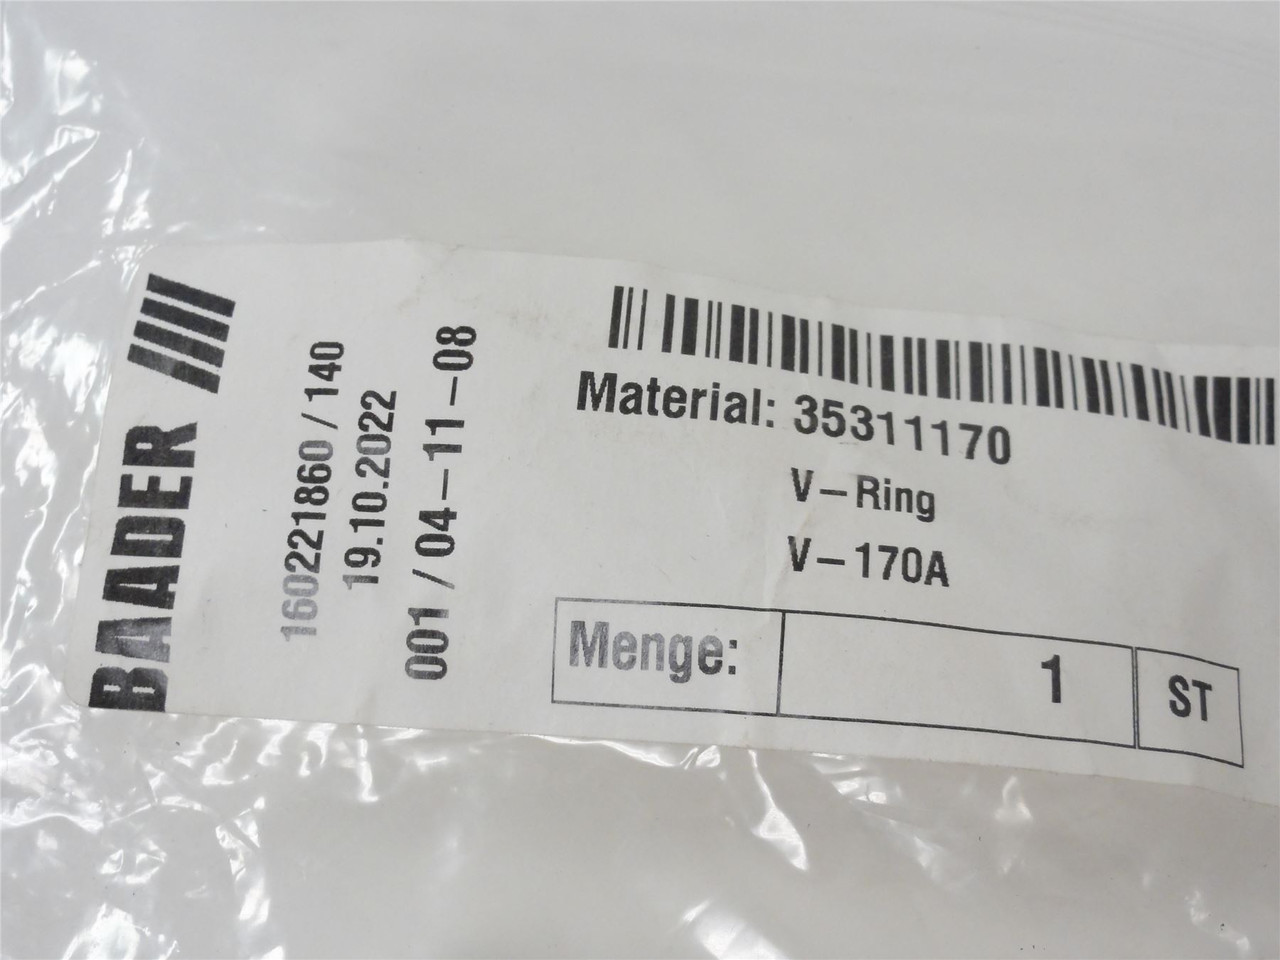 BAADER
160221860 / 140
19.10.2022
001 / 04-11-08
Material: 35311170
V-Ring
V-170A
Menge: 1 ST